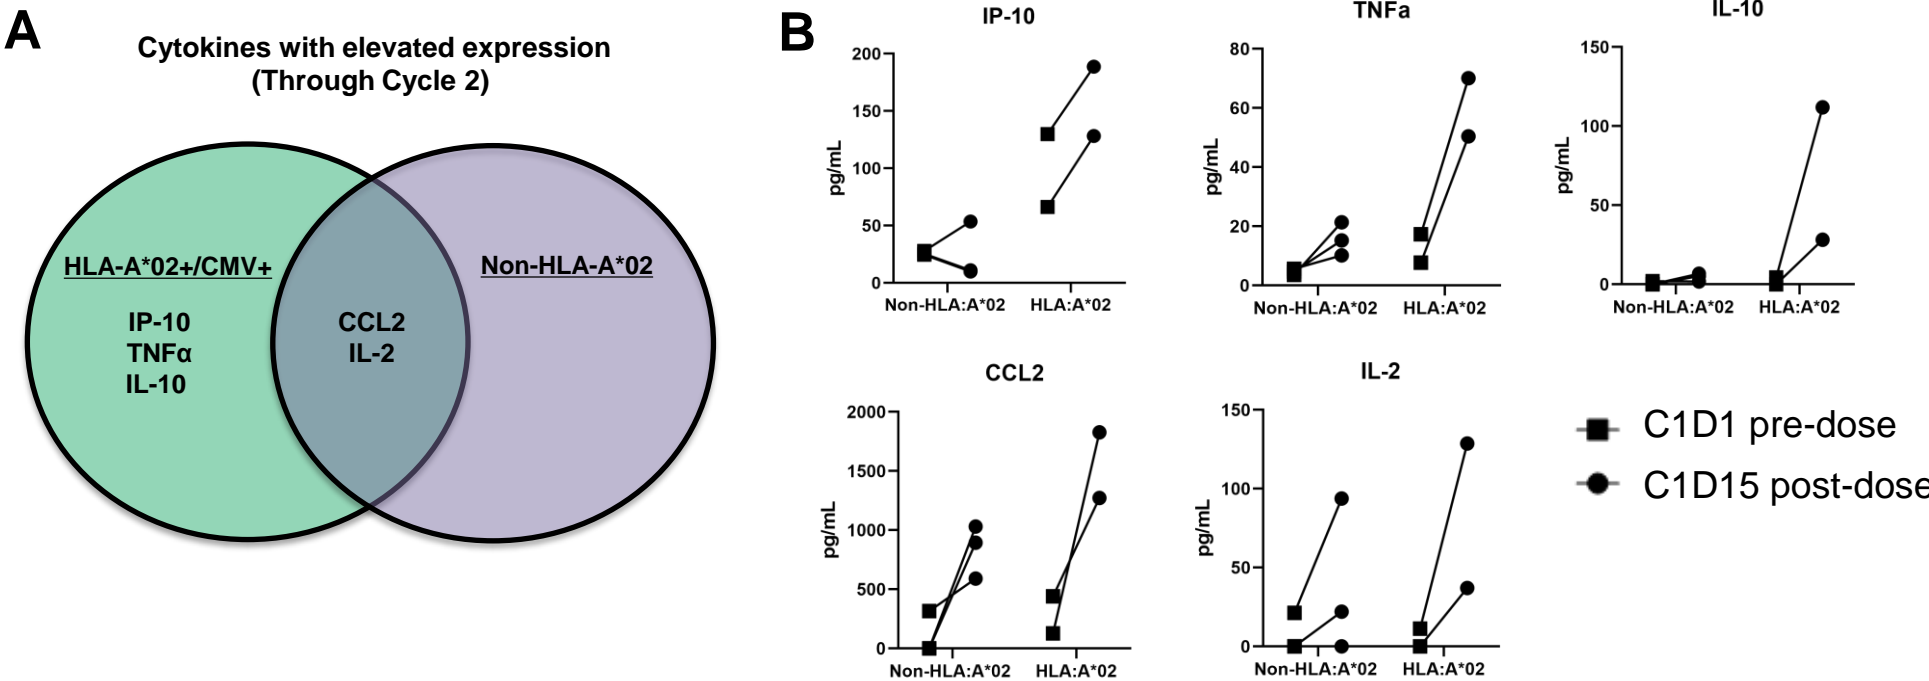 A
Cytokines with elevated expression
(Through Cycle 2)
HLA-A*02+/CMV+
IP-10
TNFα
IL-10
CCL2
IL-2
Non-HLA-A*02
B
IP-10
pg/mL
200
150
100
50
0
Non-HLA:A*02
HLA:A*02
TNFa
pg/mL
80
60
40
20
0
Non-HLA:A*02
HLA:A*02
IL-10
pg/mL
150
100
50
0
Non-HLA:A*02
HLA:A*02
CCL2
pg/mL
2000
1500
1000
500
0
Non-HLA:A*02
HLA:A*02
IL-2
pg/mL
150
100
50
0
Non-HLA:A*02
HLA:A*02
C1D1 pre-dose
C1D15 post-dose